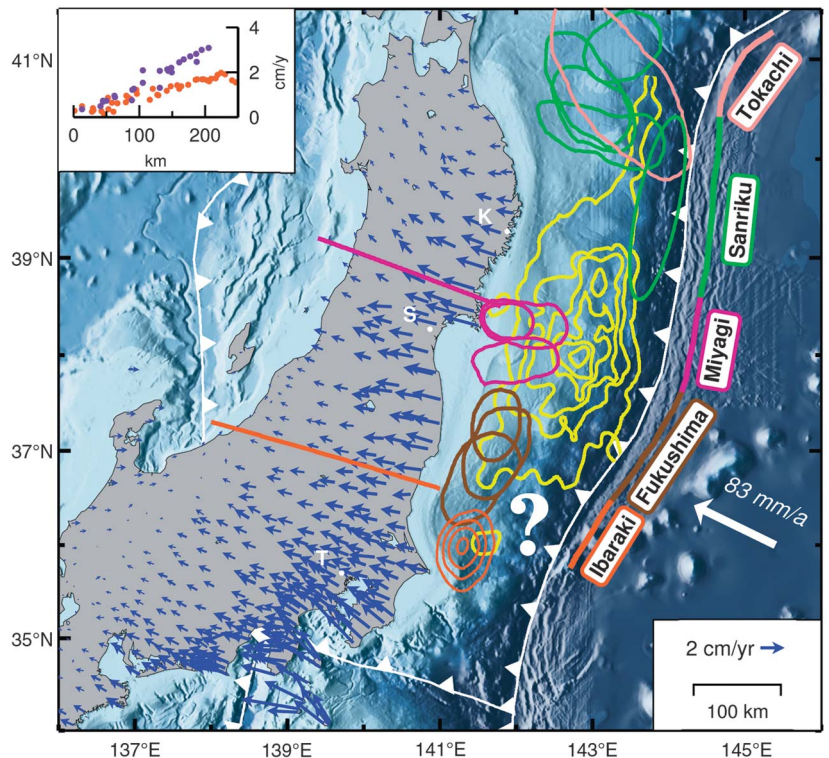 41°N
39°N
37°N
35°N
4
2
0
cm/y
0 100 200
km
K
S
T
?
Tokachi
Sanriku
Miyagi
Fukushima
Ibaraki
83 mm/a
2 cm/yr
100 km
137°E 139°E 141°E 143°E 145°E